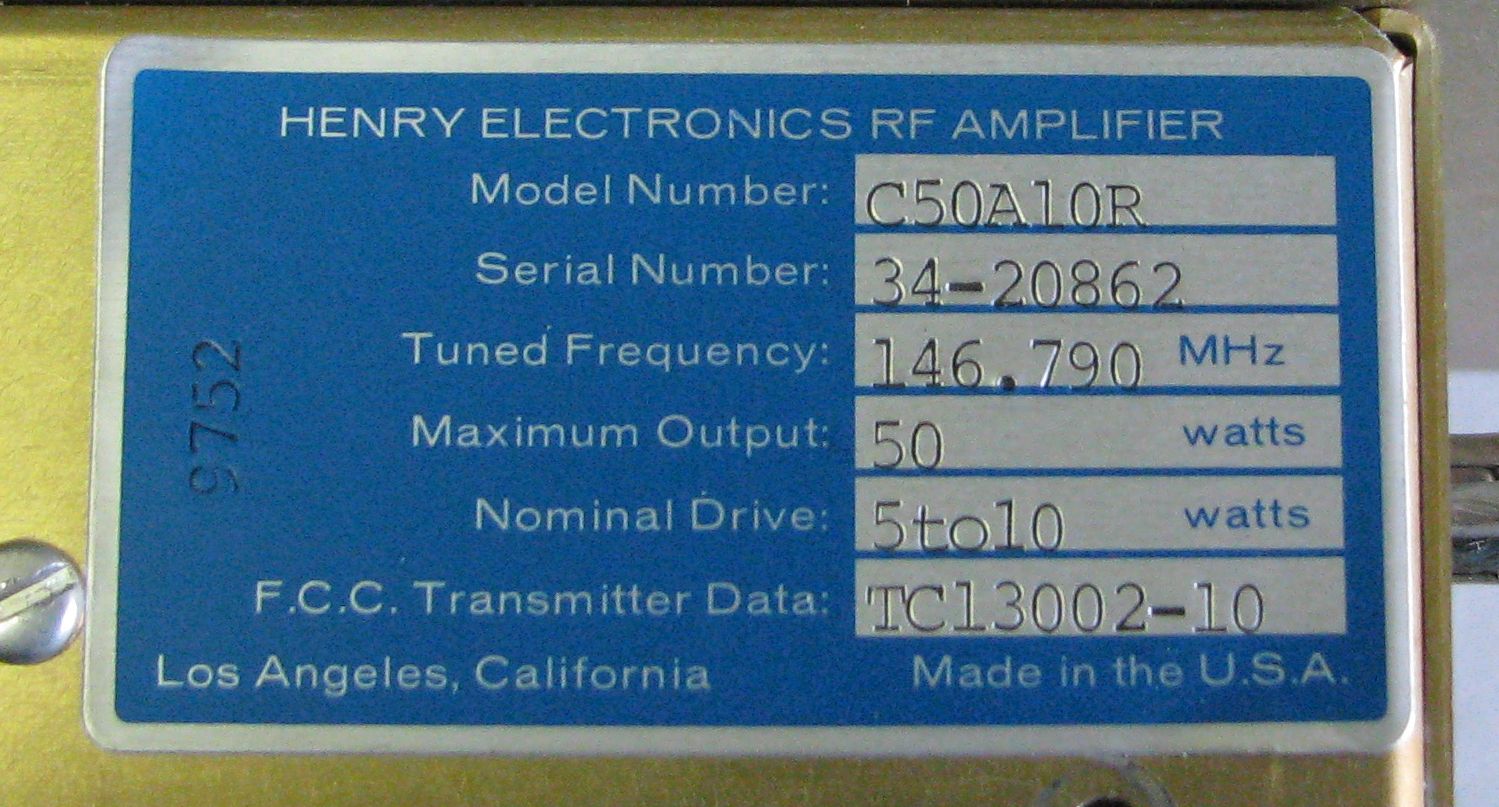 HENRY ELECTRONICS RF AMPLIFIER
Model Number: C50A10R
Serial Number: 34-20862
Tuned Frequency: 146.790 MHz
Maximum Output: 50 watts
Nominal Drive: 5to10 watts
F.C.C. Transmitter Data: TC13002-10
Los Angeles, California Made in the U.S.A.
9752